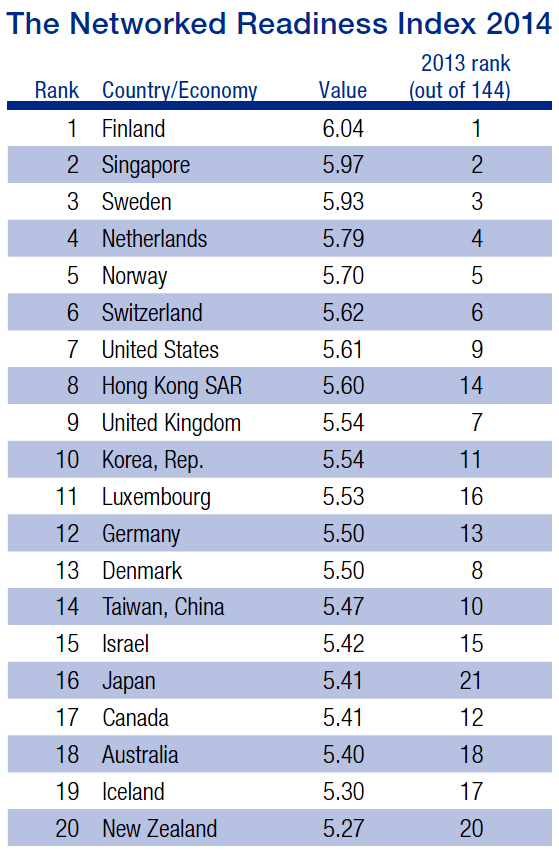 The Networked Readiness Index 2014
2013 rank
Rank Country/Economy Value (out of 144)
1 Finland 6.04 1
2 Singapore 5.97 2
3 Sweden 5.93 3
4 Netherlands 5.79 4
5 Norway 5.70 5
6 Switzerland 5.62 6
7 United States 5.61 9
8 Hong Kong SAR 5.60 14
9 United Kingdom 5.54 7
10 Korea, Rep. 5.54 11
11 Luxembourg 5.53 16
12 Germany 5.50 13
13 Denmark 5.50 8
14 Taiwan, China 5.47 10
15 Israel 5.42 15
16 Japan 5.41 21
17 Canada 5.41 12
18 Australia 5.40 18
19 Iceland 5.30 17
20 New Zealand 5.27 20